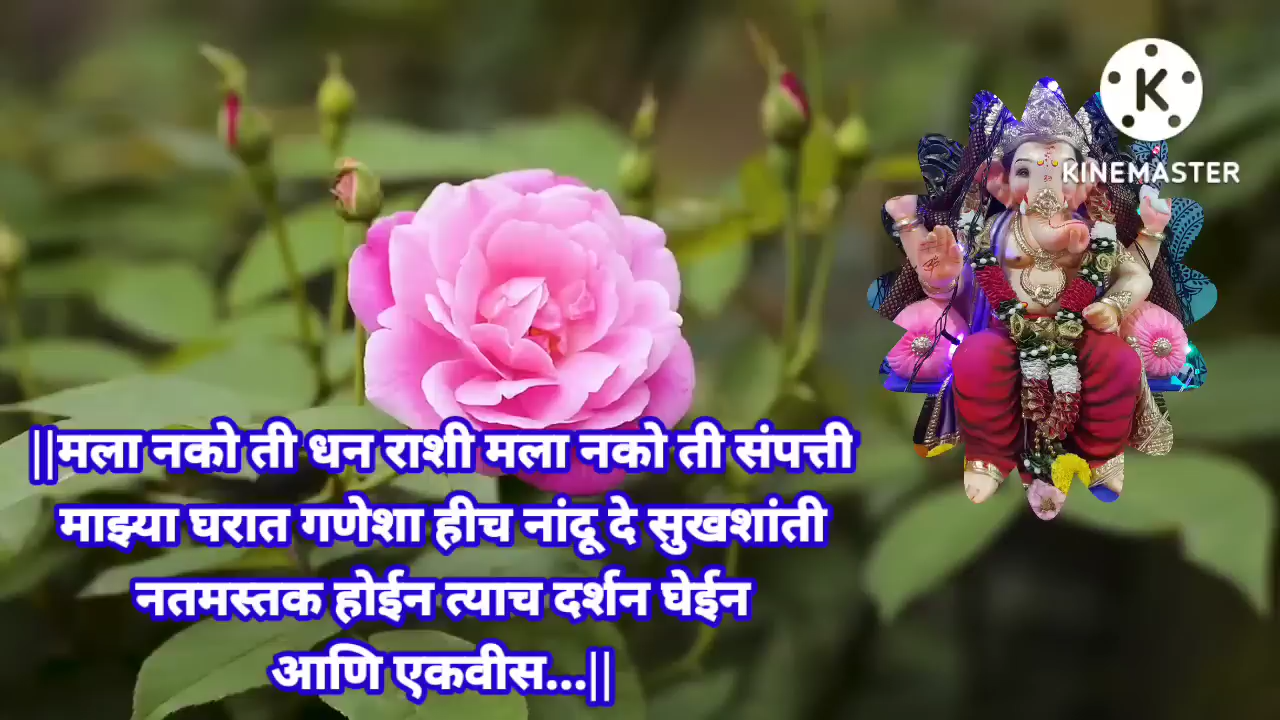 K
KINEMASTER
||मला नको ती धन राशी मला नको ती संपत्ती
माझ्या घरात गणेशा हीच नांदू दे सुखशांती
नतमस्तक होईन त्याच दर्शन घेईन
आणि एकवीस...||